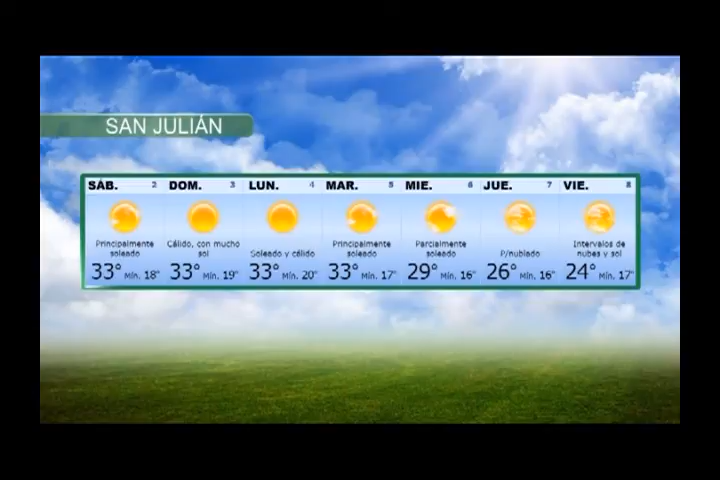 SAN JULIÁN
SÁB. 2 DOM. 3 LUN. 4 MAR. 5 MIE. 6 JUE. 7 VIE. 8
Principalmente soleado
Cálido, con mucho sol
Soleado y cálido
Principalmente soleado
Parcialmente soleado
P/nublado
Intervalos de nubes y sol
33° Mín. 18° 33° Mín. 19° 33° Mín. 20° 33° Mín. 17° 29° Mín. 16° 26° Mín. 16° 24° Mín. 17°